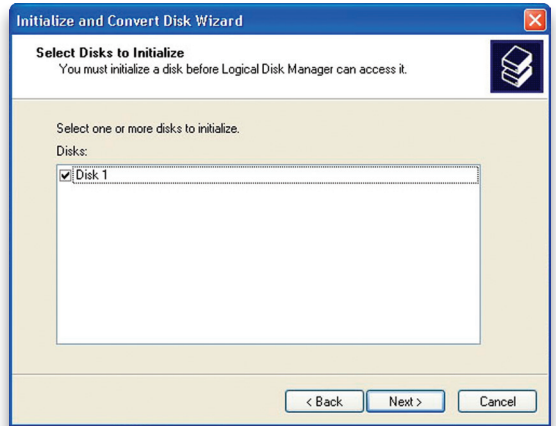 Initialize and Convert Disk Wizard
Select Disks to Initialize
You must initialize a disk before Logical Disk Manager can access it.
Select one or more disks to initialize.
Disks:
Disk 1
< Back
Next >
Cancel